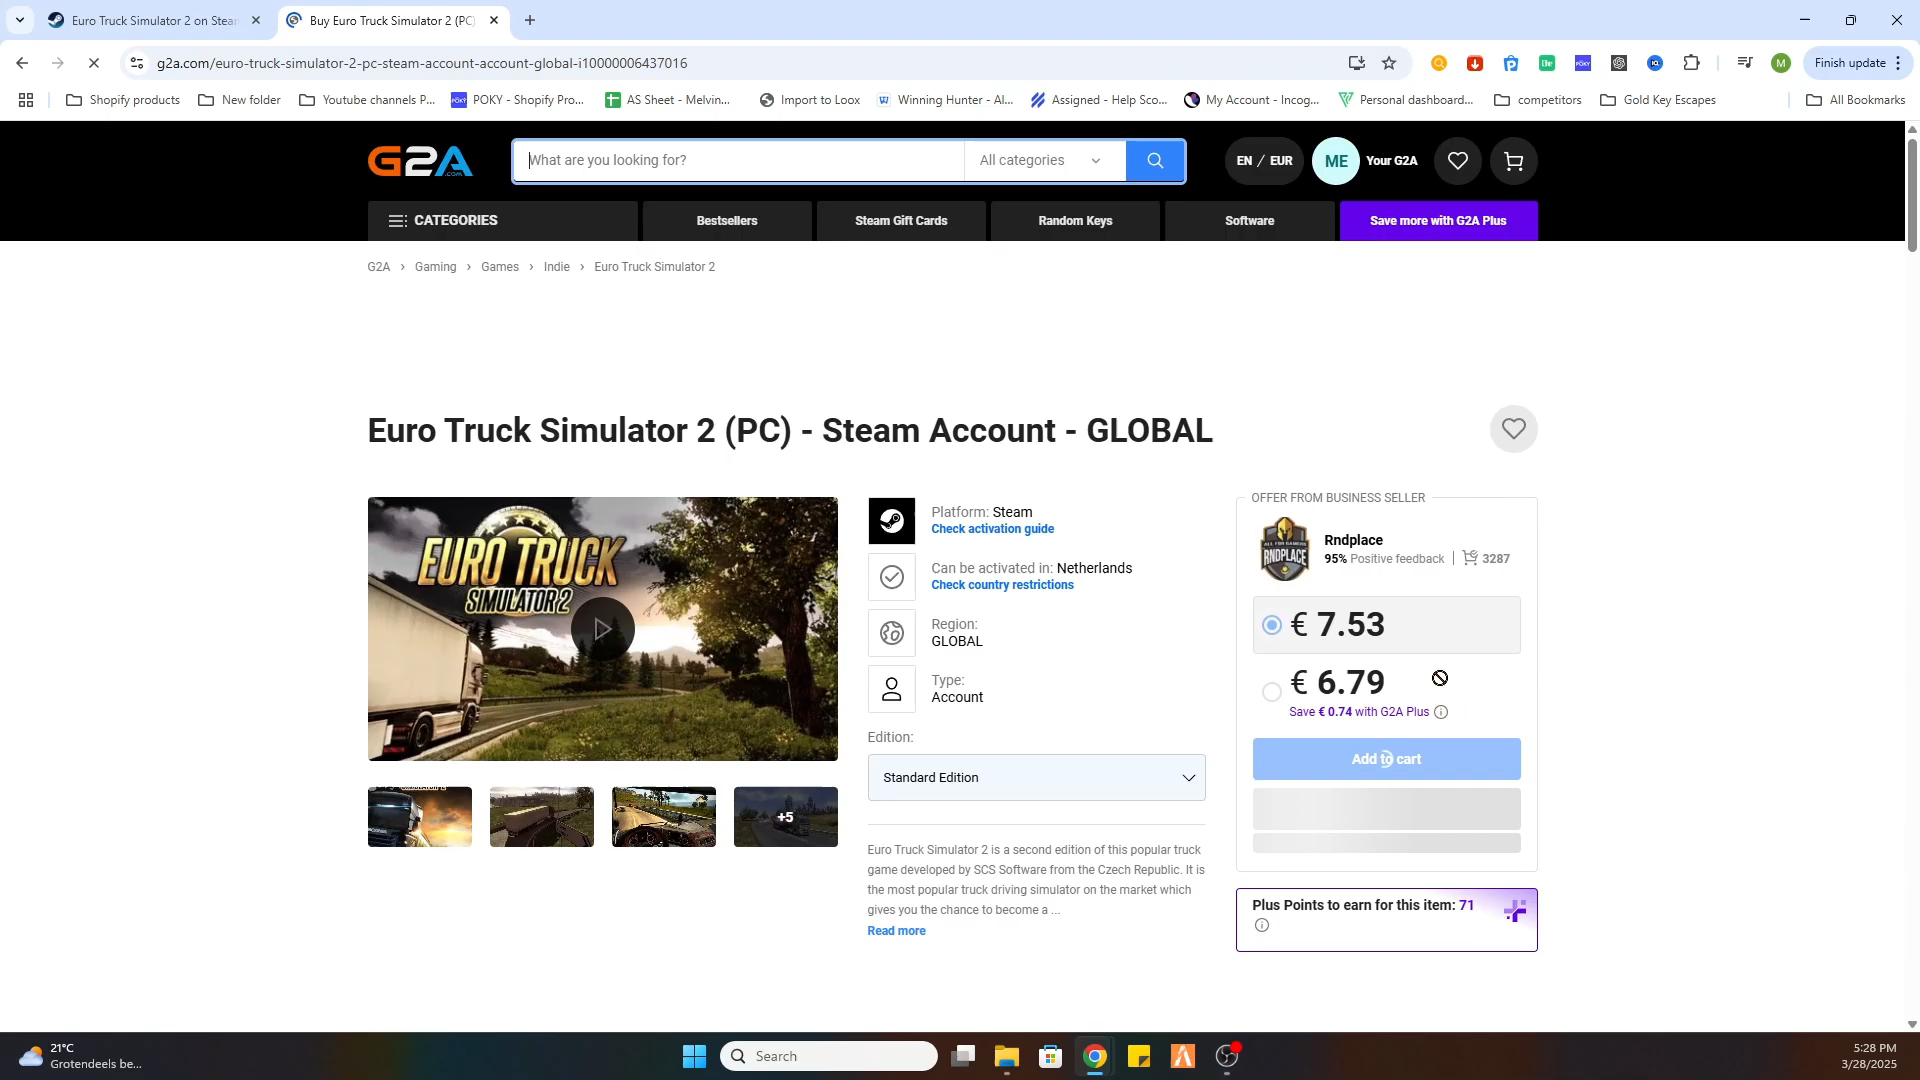 Euro Truck Simulator 2 on Steam
Buy Euro Truck Simulator 2 (PC)
g2a.com/euro-truck-simulator-2-pc-steam-account-account-global-i10000006437016
M
Finish update
Shopify products
New folder
Youtube channels P...
POKY - Shopify Pro...
AS Sheet - Melvin...
Import to Loox
Winning Hunter - AI...
Assigned - Help Sco...
My Account - Incog...
Personal dashboard...
competitors
Gold Key Escapes
All Bookmarks
G2A.COM
What are you looking for?
All categories
EN / EUR
ME
Your G2A
CATEGORIES
Bestsellers
Steam Gift Cards
Random Keys
Software
Save more with G2A Plus
G2A > Gaming > Games > Indie > Euro Truck Simulator 2
Euro Truck Simulator 2 (PC) - Steam Account - GLOBAL
EURO TRUCK
SIMULATOR 2
+5
Platform: Steam
Check activation guide
Can be activated in: Netherlands
Check country restrictions
Region:
GLOBAL
Type:
Account
Edition:
Standard Edition
Euro Truck Simulator 2 is a second edition of this popular truck
game developed by SCS Software from the Czech Republic. It is
the most popular truck driving simulator on the market which
gives you the chance to become a ...
Read more
OFFER FROM BUSINESS SELLER
ALL FOR GAMERS
RNDPLACE
Rndplace
95% Positive feedback | 3287
€ 7.53
€ 6.79
Save € 0.74 with G2A Plus
Add to cart
Plus Points to earn for this item: 71
21°C
Grotendeels be...
Search
5:28 PM
3/28/2025